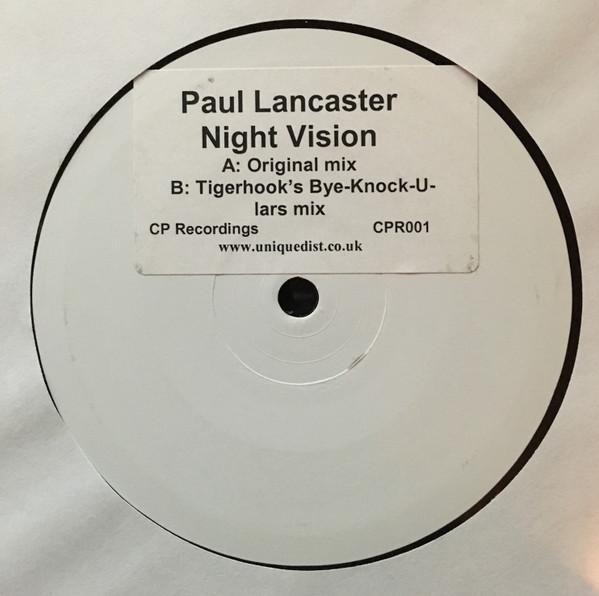 Paul Lancaster
Night Vision
A: Original mix
B: Tigerhook's Bye-Knock-U-
lars mix
CP Recordings CPR001
www.uniquedist.co.uk